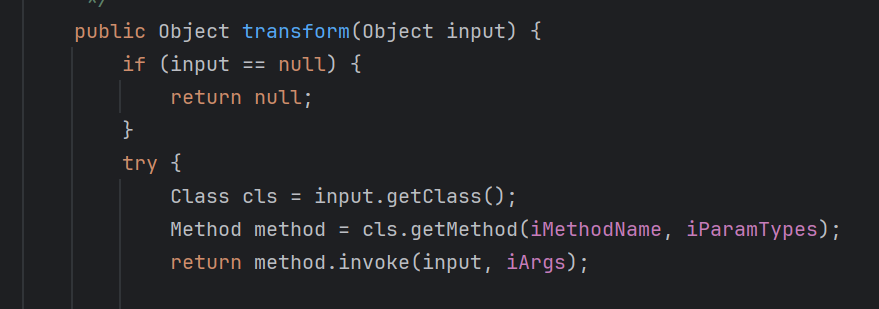 */
public Object transform(Object input) {
if (input == null) {
return null;
}
try {
Class cls = input.getClass();
Method method = cls.getMethod(iMethodName, iParamTypes);
return method.invoke(input, iArgs);